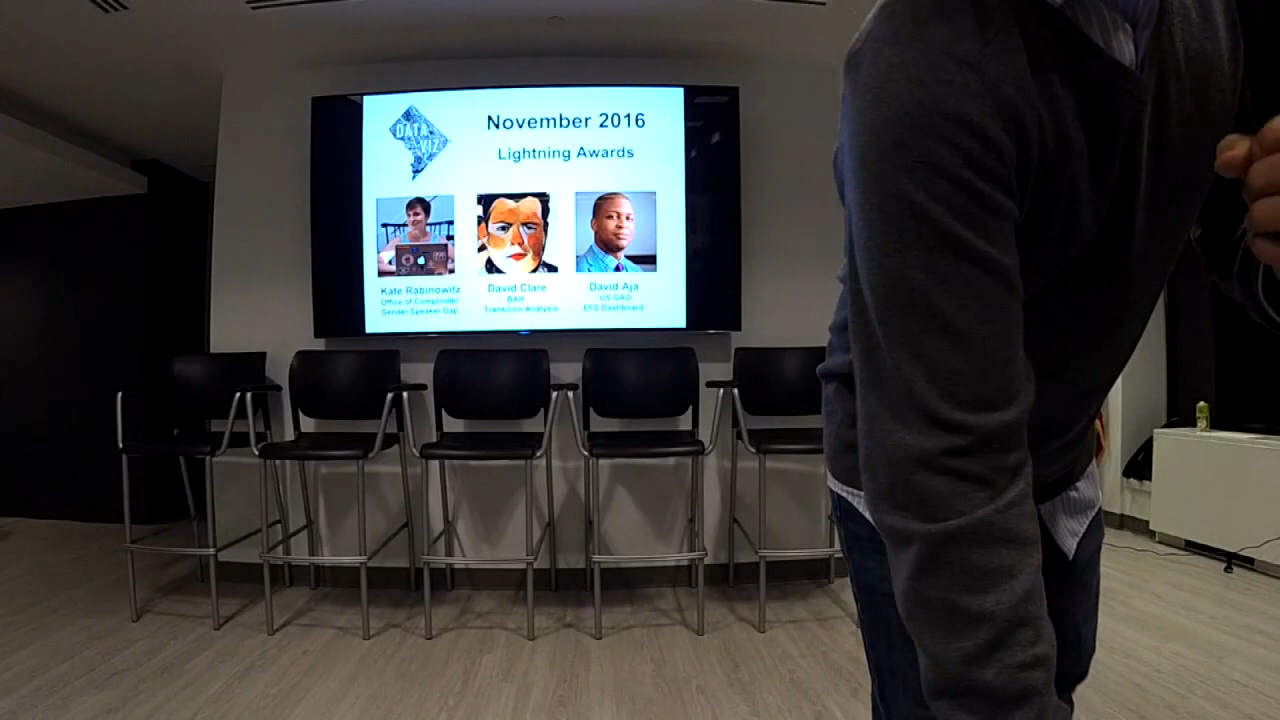 DATA
VIZ
November 2016
Lightning Awards
Kate Rabinowitz
Office of Comptroller
Gender Speaker Gap
David Clare
BAH
Transition Analysis
David Aja
US GAO
EFS Dashboard